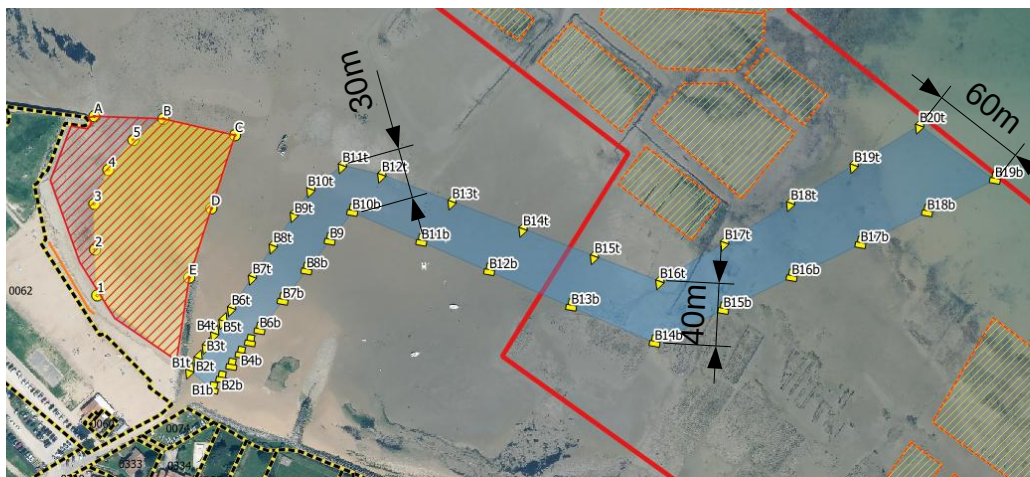 A
B
C
5
4
3
D
2
E
1
0062
30m
B11t
B12t
B10t
B10b
B13t
B9t
B9
B11b
B14t
B8t
B8b
B12b
B15t
B7t
B7b
B13b
B16t
B6t
B4t
B5t
B6b
B3t
B4b
B1t
B2t
B2b
B1b
B14b
40m
B15b
B16b
B17t
B17b
B18t
B18b
B19t
B20t
B19b
60m
0074
0333
0334